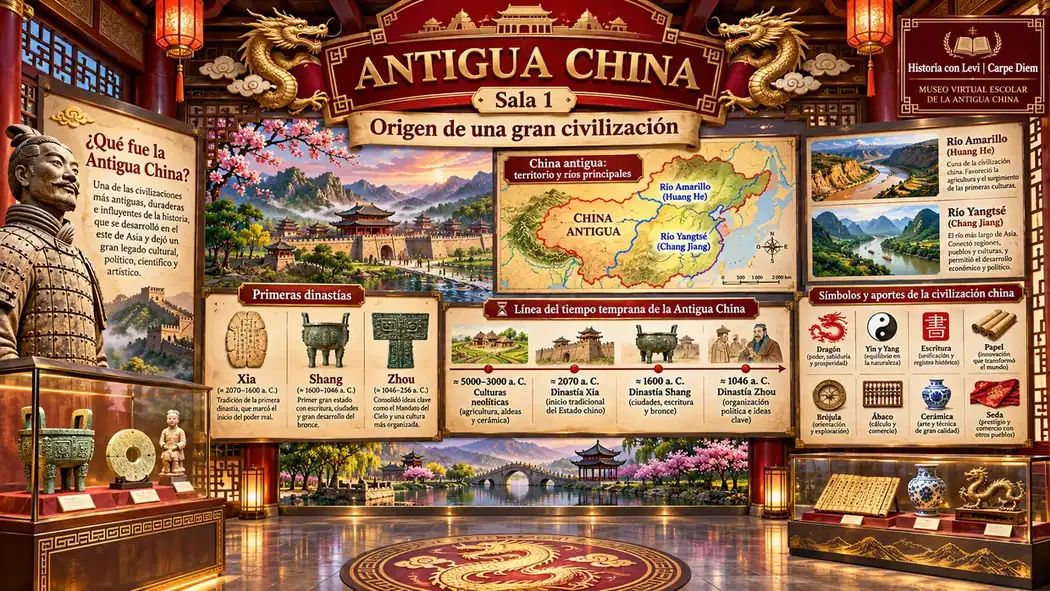 ANTIGUA CHINA
Sala 1
Origen de una gran civilización
Historia con Levi | Carpe Diem
MUSEO VIRTUAL ESCOLAR
DE LA ANTIGUA CHINA
¿Qué fue la
Antigua China?
Una de las civilizaciones
más antiguas, duraderas
e influyentes de la historia,
que se desarrolló en el
este de Asia y dejó un
gran legado cultural,
político, científico y
artístico.
China antigua:
territorio y ríos principales
Río Amarillo
(Huang He)
CHINA
ANTIGUA
Río Yangtsé
(Chang Jiang)
N
E
0 500 1 000 2 000 km
Río Amarillo
(Huang He)
Cuna de la civilización
china. Favoreció la
agricultura y el surgimiento
de las primeras culturas.
Río Yangtsé
(Chang Jiang)
El río más largo de Asia.
Conectó regiones,
pueblos y culturas, y
permitió el desarrollo
económico y político.
Primeras dinastías
Xia
(≈ 2070–1600 a. C.)
Tradición de la primera
dinastía, que marcó el
inicio del poder real.
Shang
(≈ 1600–1046 a. C.)
Primer gran estado
con escritura, ciudades
y gran desarrollo del
bronce.
Zhou
(≈ 1046–256 a. C.)
Consolidó ideas clave
como el Mandato del
Cielo y una cultura
más organizada.
Línea del tiempo temprana de la Antigua China
≈ 5000–3000 a. C.
Culturas
neolíticas
(agricultura, aldeas
y cerámica)
≈ 2070 a. C.
Dinastía Xia
(inicio tradicional
del Estado chino)
≈ 1600 a. C.
Dinastía Shang
(ciudades, escritura
y bronce)
≈ 1046 a. C.
Dinastía Zhou
(organización
política e ideas
clave)
Símbolos y aportes de la civilización china
Dragón
(poder, sabiduría
y prosperidad)
Yin y Yang
(equilibrio en
la naturaleza)
書
Escritura
(unificación y
registro histórico)
Papel
(innovación
que transformó
el mundo)
Brújula
(orientación
y exploración)
Ábaco
(cálculo y
comercio)
Cerámica
(arte y técnica
de gran calidad)
Seda
(prestigio y
comercio con
otros pueblos)